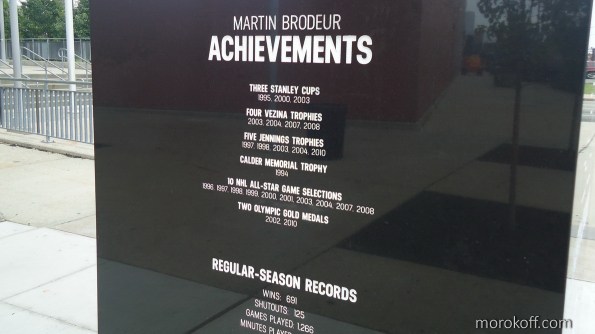 MARTIN BRODEUR
ACHIEVEMENTS
THREE STANLEY CUPS
1995, 2000, 2003
FOUR VEZINA TROPHIES
2003, 2004, 2007, 2008
FIVE JENNINGS TROPHIES
1997, 1998, 2003, 2004, 2010
CALDER MEMORIAL TROPHY
1994
10 NHL ALL-STAR GAME SELECTIONS
1996, 1997, 1998, 1999, 2000, 2001, 2003, 2004, 2007, 2008
TWO OLYMPIC GOLD MEDALS
2002, 2010
REGULAR-SEASON RECORDS
WINS: 691
SHUTOUTS: 125
GAMES PLAYED: 1,266
MINUTES PLAYED
morokoff.com